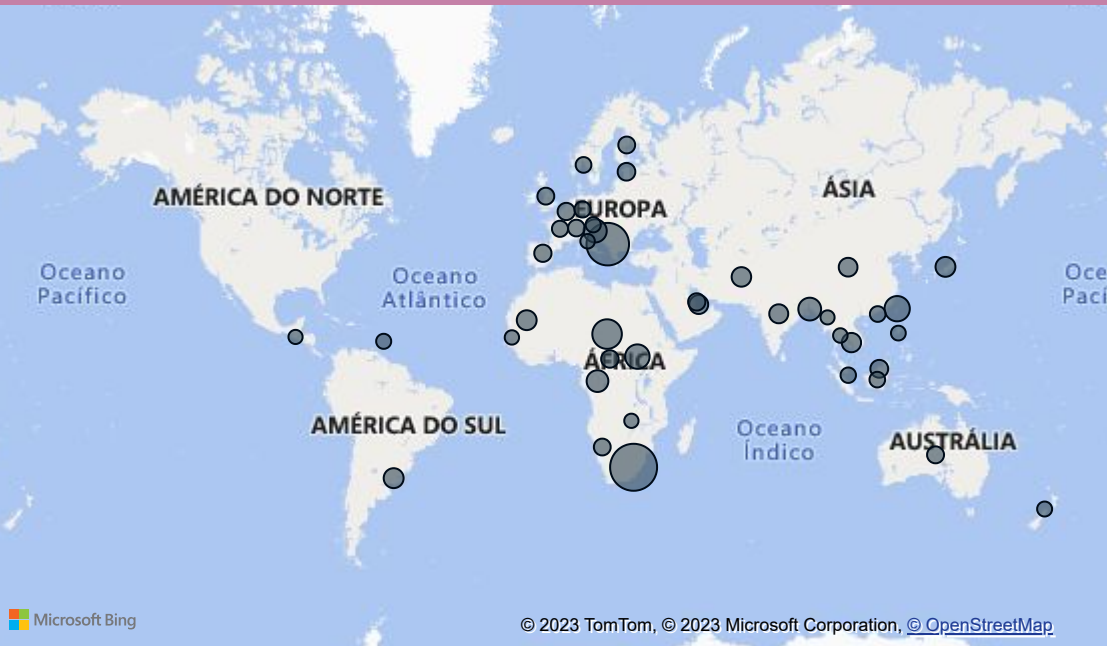 AMÉRICA DO NORTE
EUROPA
ÁSIA
Oceano
Pacífico
Oceano
Atlântico
Oce
Pací
ÁFRICA
AMÉRICA DO SUL
Oceano
Índico
AUSTRÁLIA
Microsoft Bing
© 2023 TomTom, © 2023 Microsoft Corporation, © OpenStreetMap